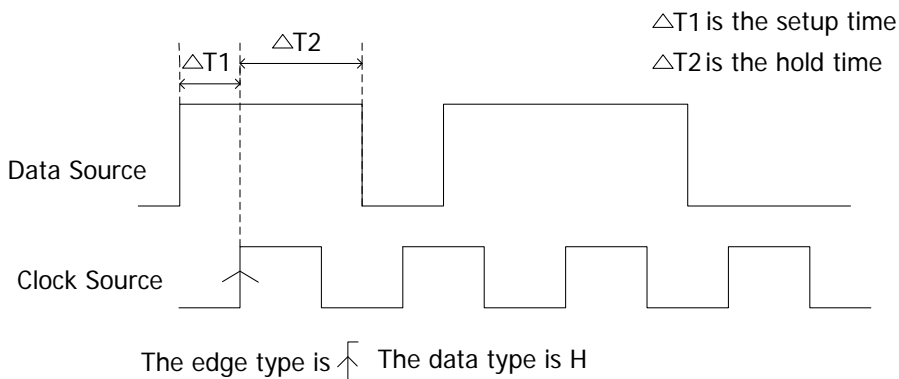 △T1 is the setup time
△T2 is the hold time
△T2
△T1
Data Source
Clock Source
The edge type is The data type is H